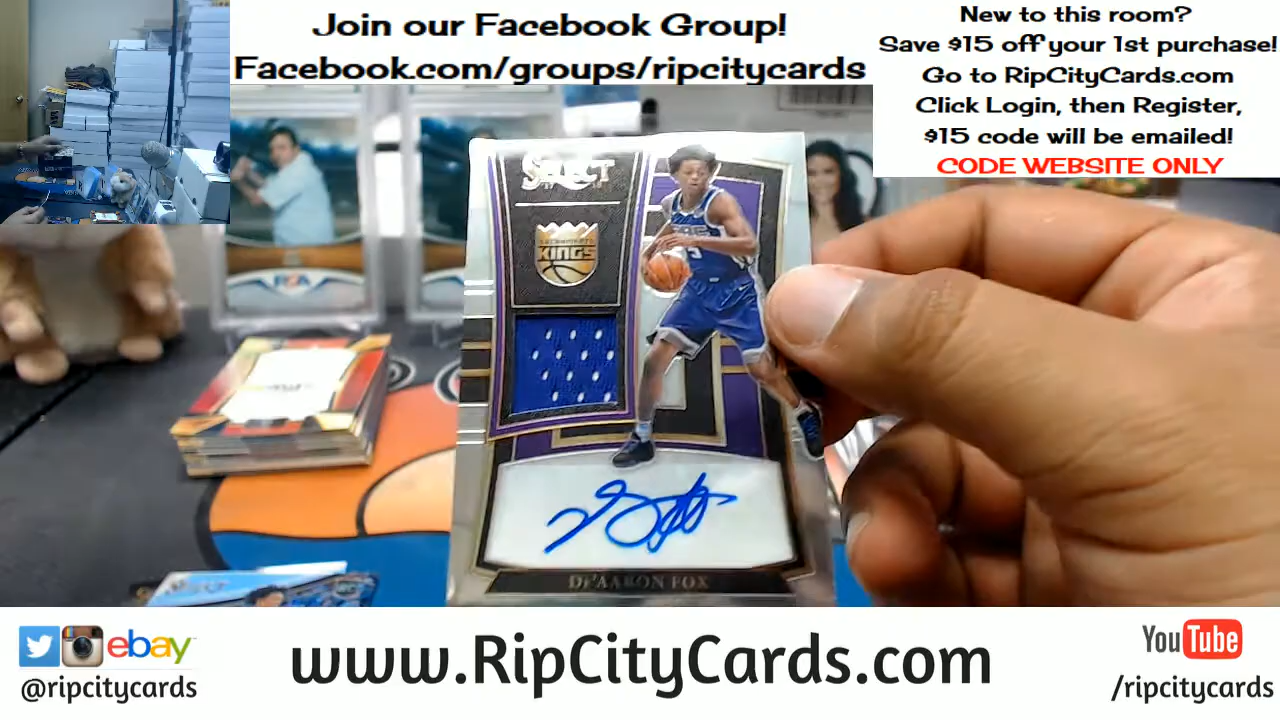 Join our Facebook Group!
Facebook.com/groups/ripcitycards
New to this room?
Save $15 off your 1st purchase!
Go to RipCityCards.com
Click Login, then Register,
$15 code will be emailed!
CODE WEBSITE ONLY
SELECT
SACRAMENTO
KINGS
DE'AARON FOX
ebay
@ripcitycards
www.RipCityCards.com
YouTube
/ripcitycards